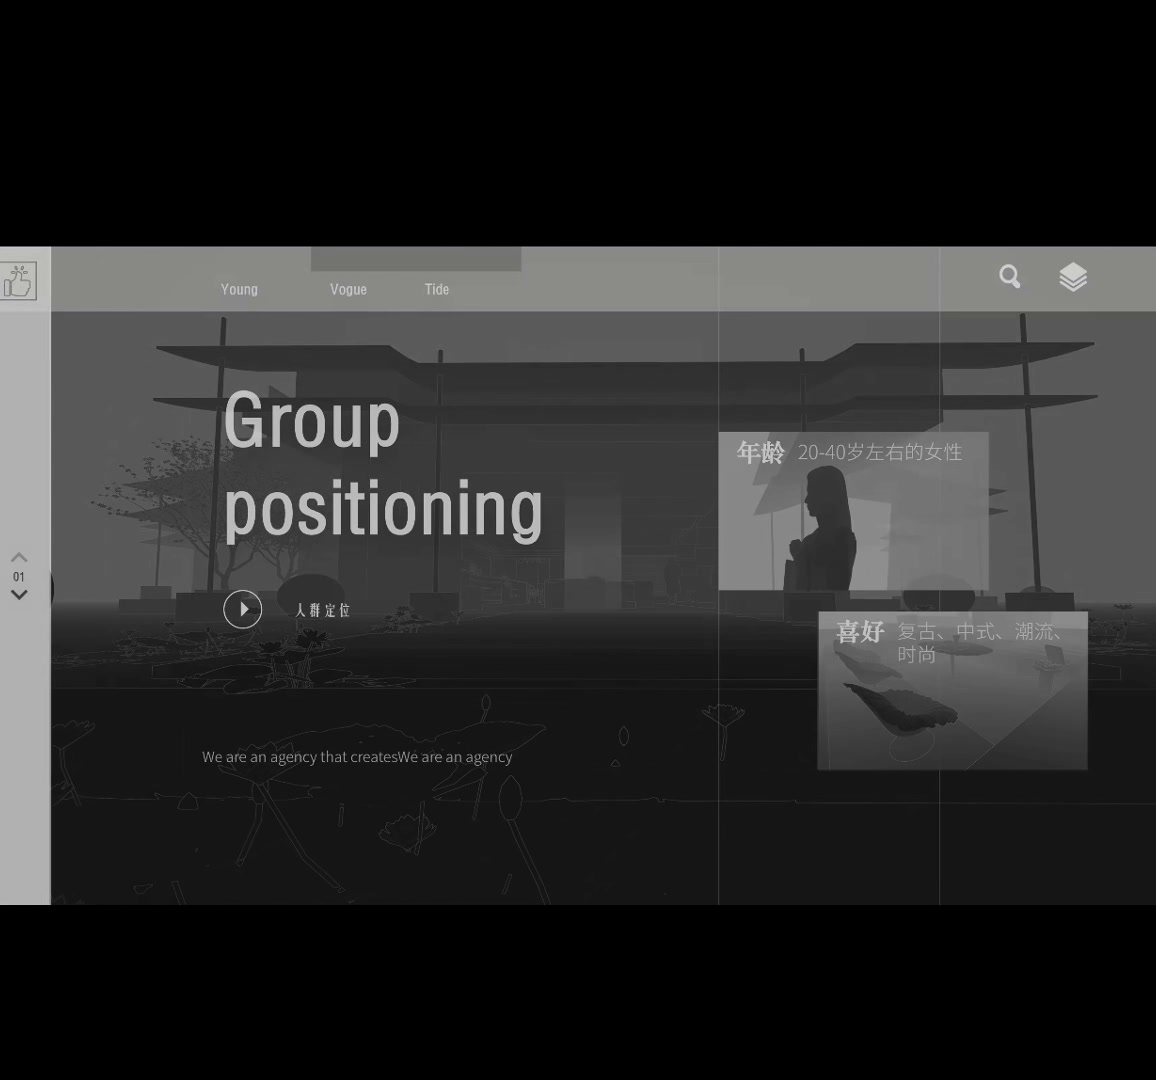 Young Vogue Tide
Group
positioning
人群定位
01
年龄 20-40岁左右的女性
喜好 复古、中式、潮流、
时尚
We are an agency that createsWe are an agency